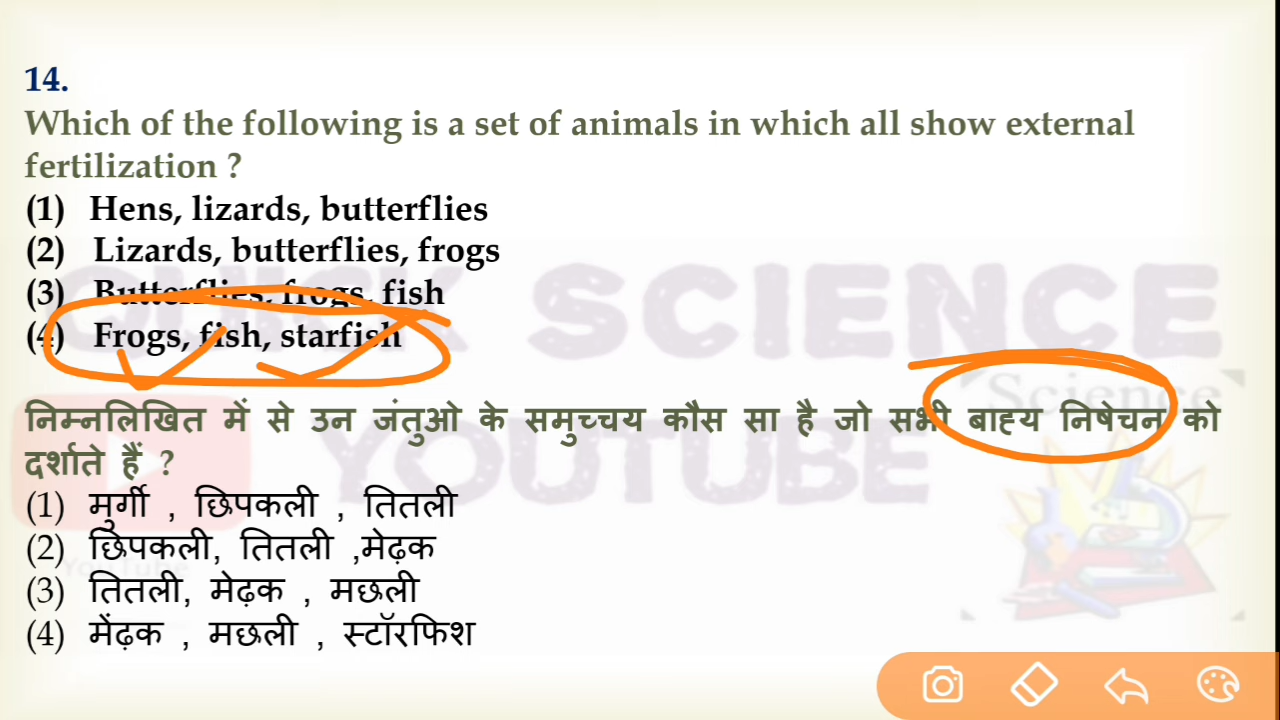 14.
Which of the following is a set of animals in which all show external
fertilization ?
(1) Hens, lizards, butterflies
(2) Lizards, butterflies, frogs
(3) Butterflies, frogs, fish
(4) Frogs, fish, starfish
निम्नलिखित में से उन जंतुओ के समुच्चय कौस सा है जो सभी बाह्य निषेचन को
दर्शाते हैं ?
(1) मुर्गी , छिपकली , तितली
(2) छिपकली, तितली ,मेढ़क
(3) तितली, मेढ़क , मछली
(4) मेंढ़क , मछली , स्टॉरफिश
QUICK SCIENCE
YOUTUBE
Science
YouTube